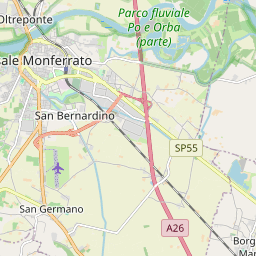 Parco fluviale
Po e Orba
(parte)
Oltreponte
ale Monferrato
San Bernardino
SP55
San Germano
A26
Borg
Mar